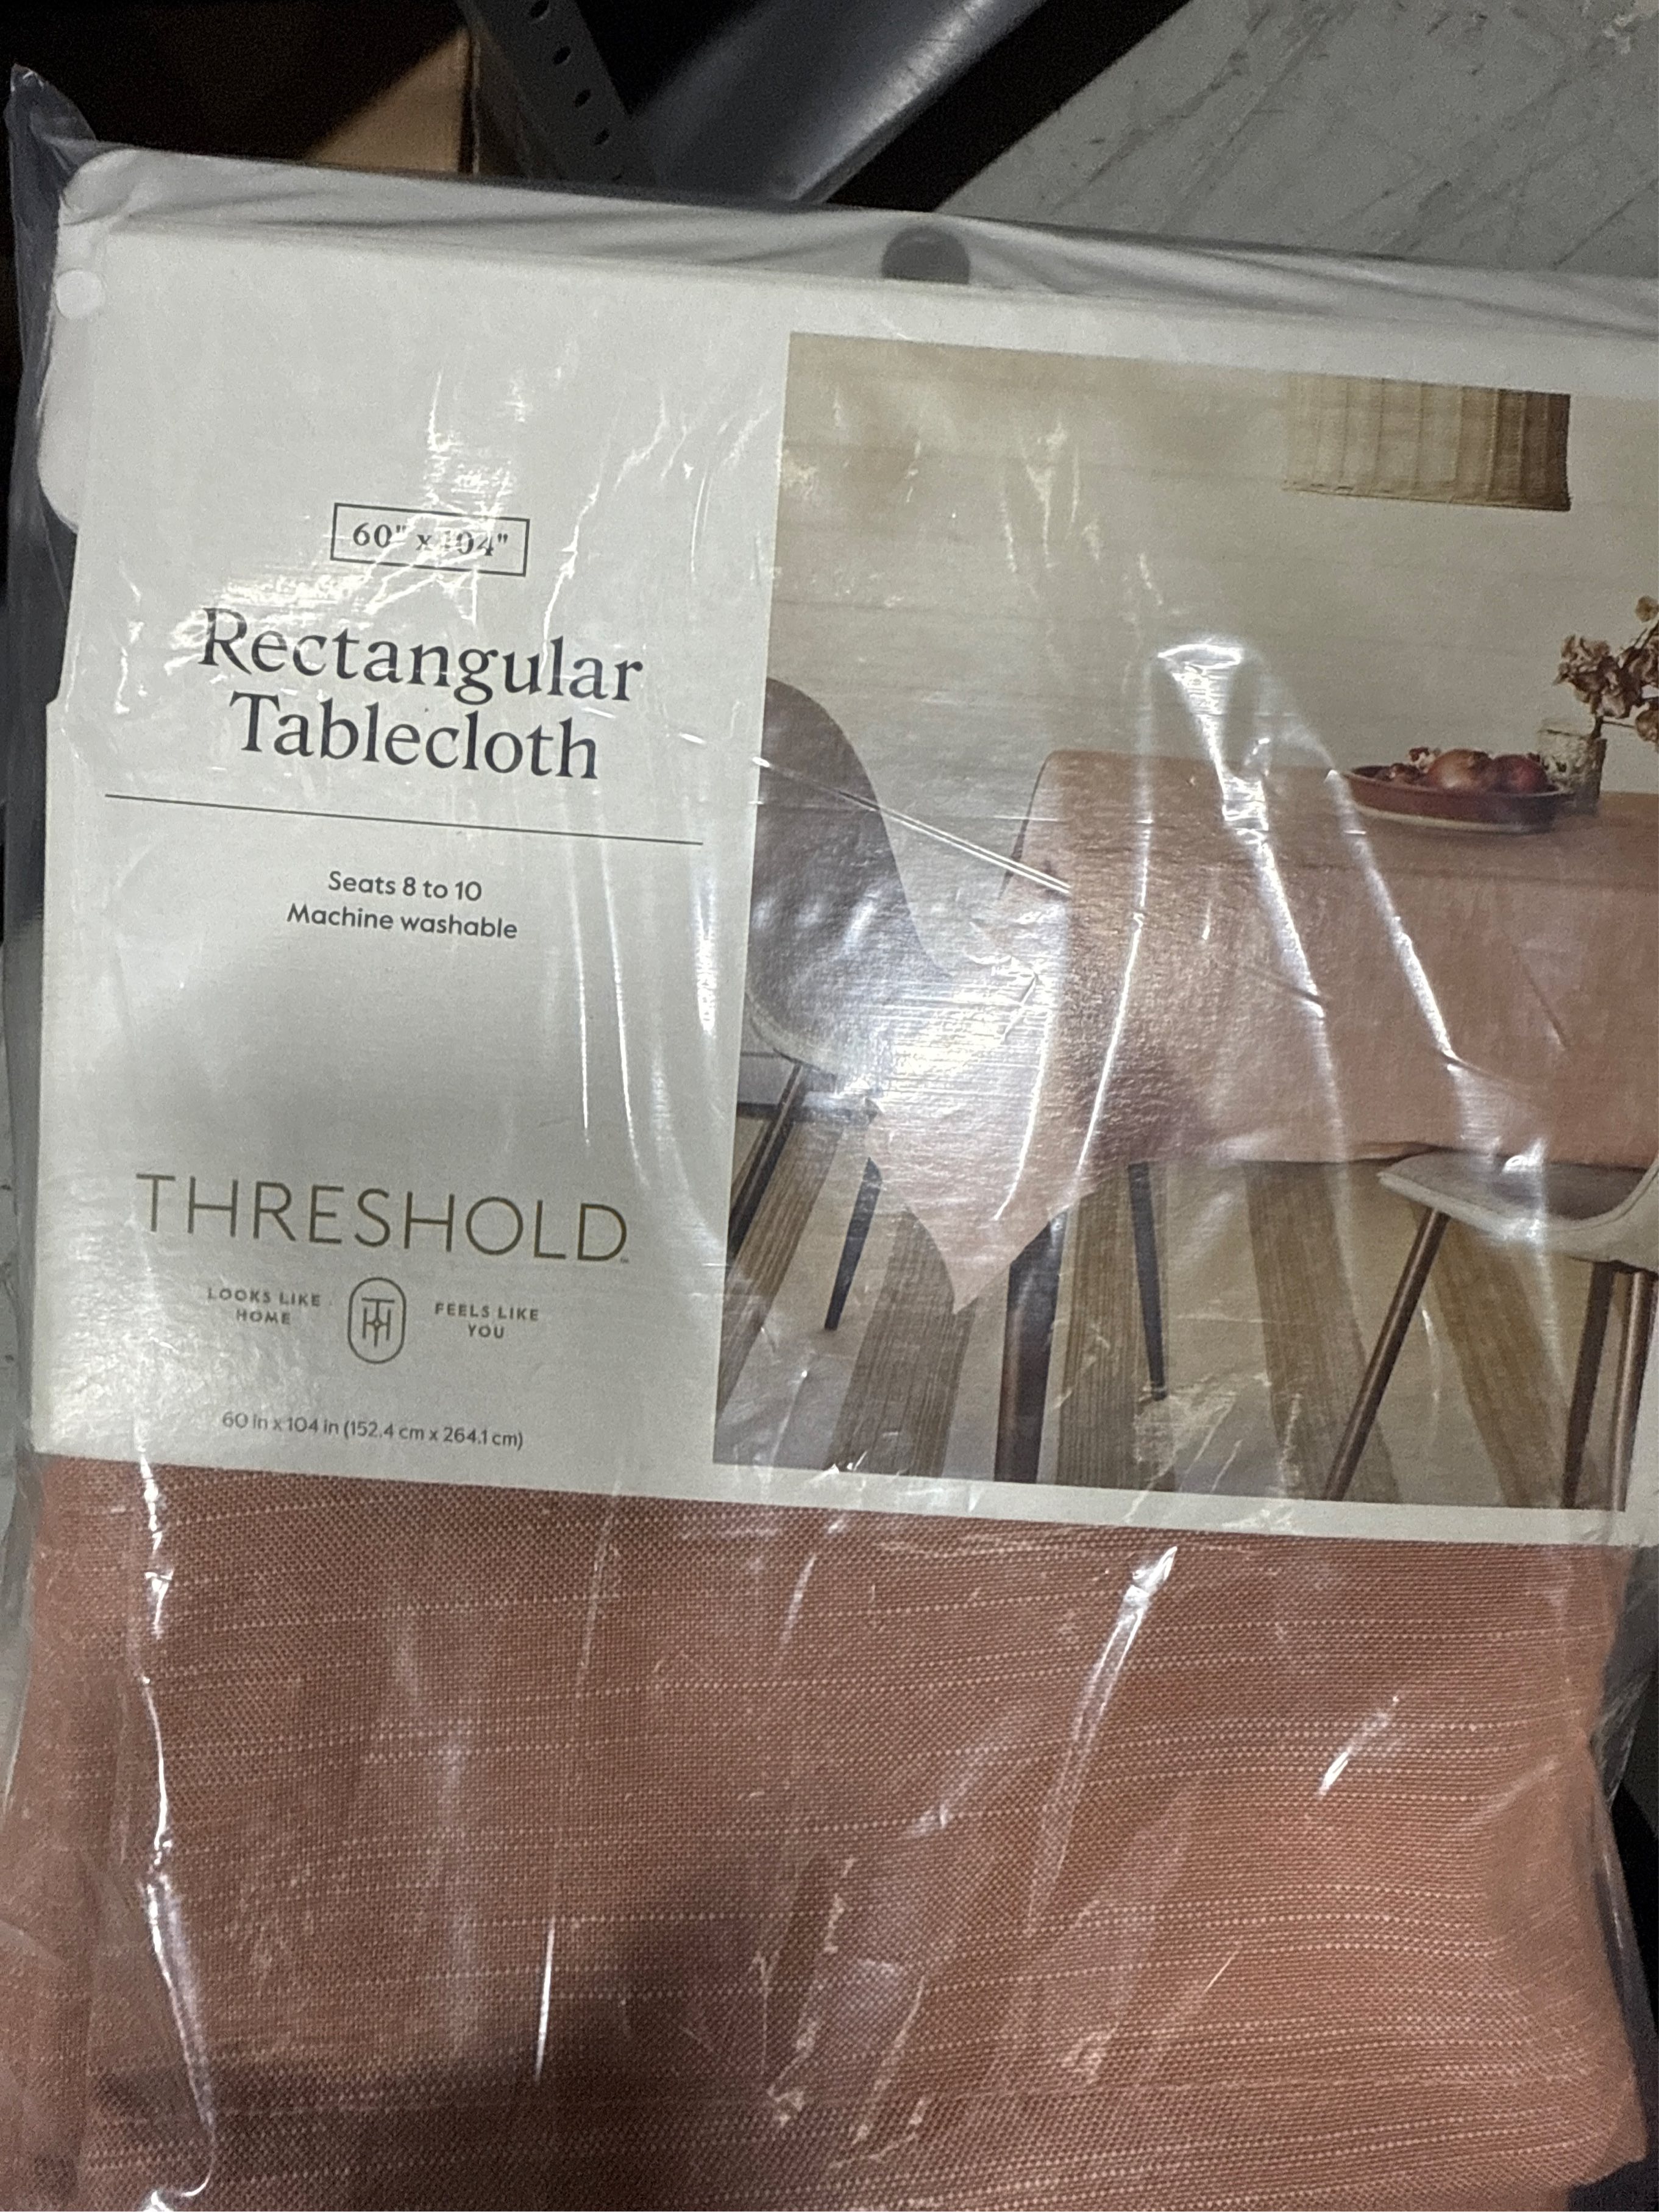 60" x 104"
Rectangular
Tablecloth
Seats 8 to 10
Machine washable
THRESHOLD™
LOOKS LIKE
HOME
FEELS LIKE
YOU
60 in x 104 in (152.4 cm x 264.1 cm)